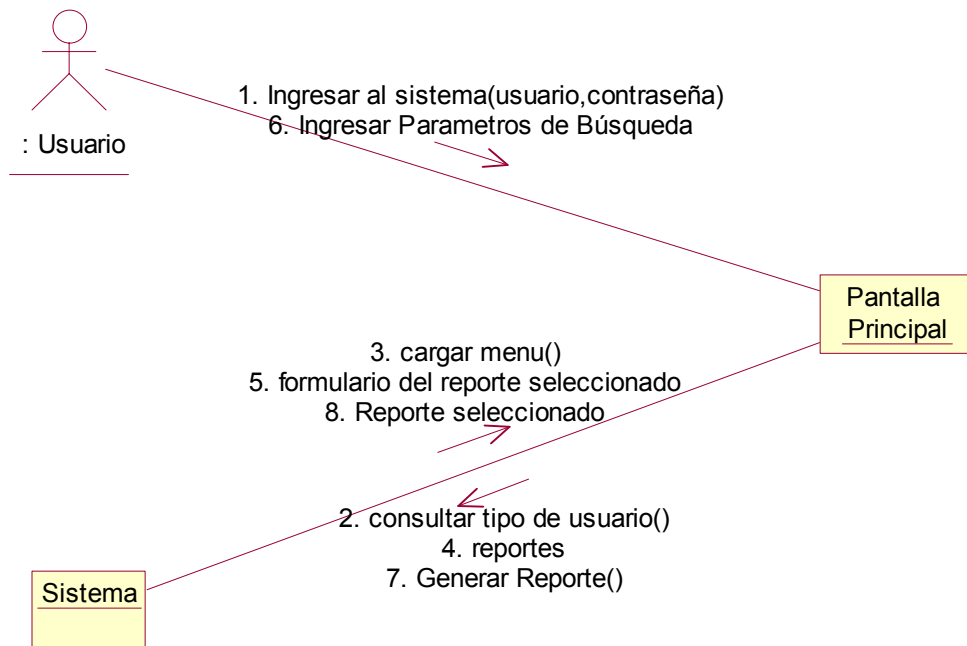 1. Ingresar al sistema(usuario,contraseña)
6. Ingresar Parametros de Búsqueda
: Usuario
Pantalla
Principal
3. cargar menu()
5. formulario del reporte seleccionado
8. Reporte seleccionado
2. consultar tipo de usuario()
4. reportes
7. Generar Reporte()
Sistema